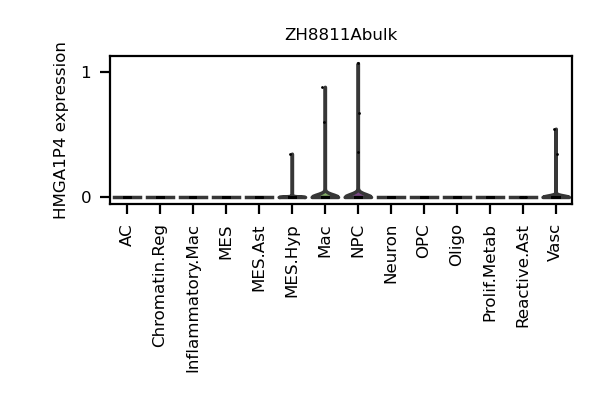 ZH8811Abulk
HMGA1P4 expression
1
0
AC
Chromatin.Reg
Inflammatory.Mac
MES
MES.Ast
MES.Hyp
Mac
NPC
Neuron
OPC
Oligo
Prolif.Metab
Reactive.Ast
Vasc